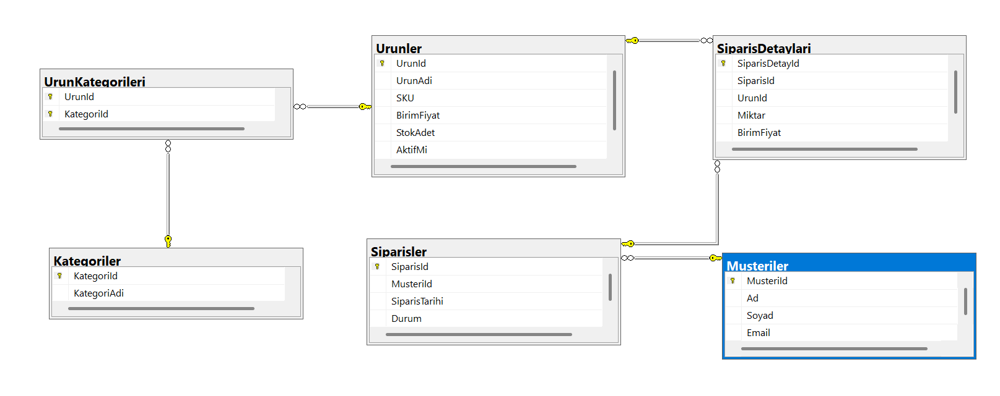 UrunKategorileri
UrunId
KategoriId
Urunler
UrunId
UrunAdi
SKU
BirimFiyat
StokAdet
AktifMi
SiparisDetaylari
SiparisDetayId
SiparisId
UrunId
Miktar
BirimFiyat
Kategoriler
KategoriId
KategoriAdi
Siparisler
SiparisId
MusteriId
SiparisTarihi
Durum
Musteriler
MusteriId
Ad
Soyad
Email